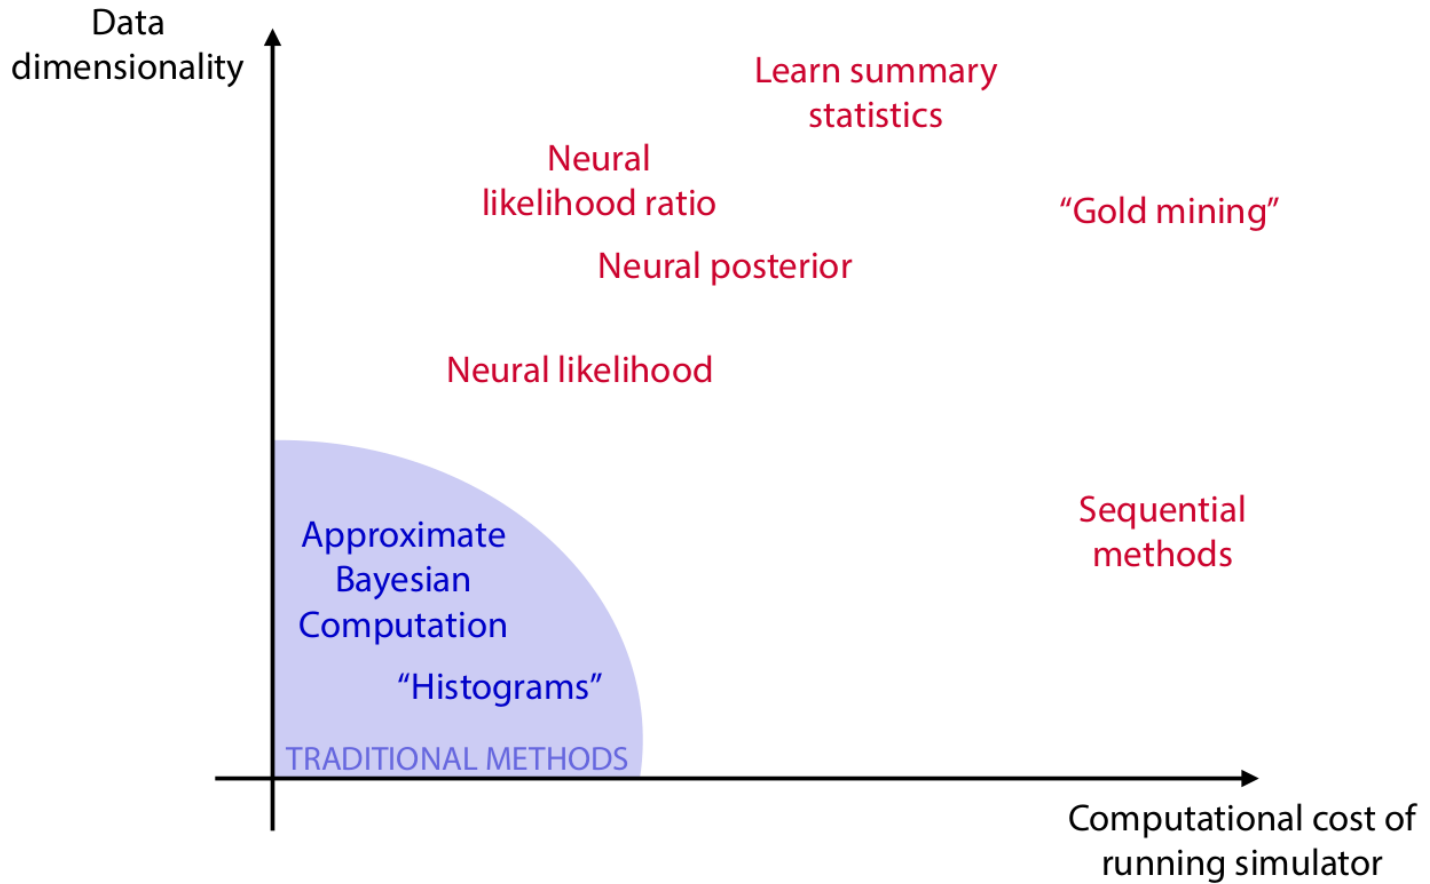 Data
dimensionality
Learn summary
statistics
Neural
likelihood ratio
“Gold mining”
Neural posterior
Neural likelihood
Sequential
methods
Approximate
Bayesian
Computation
“Histograms”
TRADITIONAL METHODS
Computational cost of
running simulator